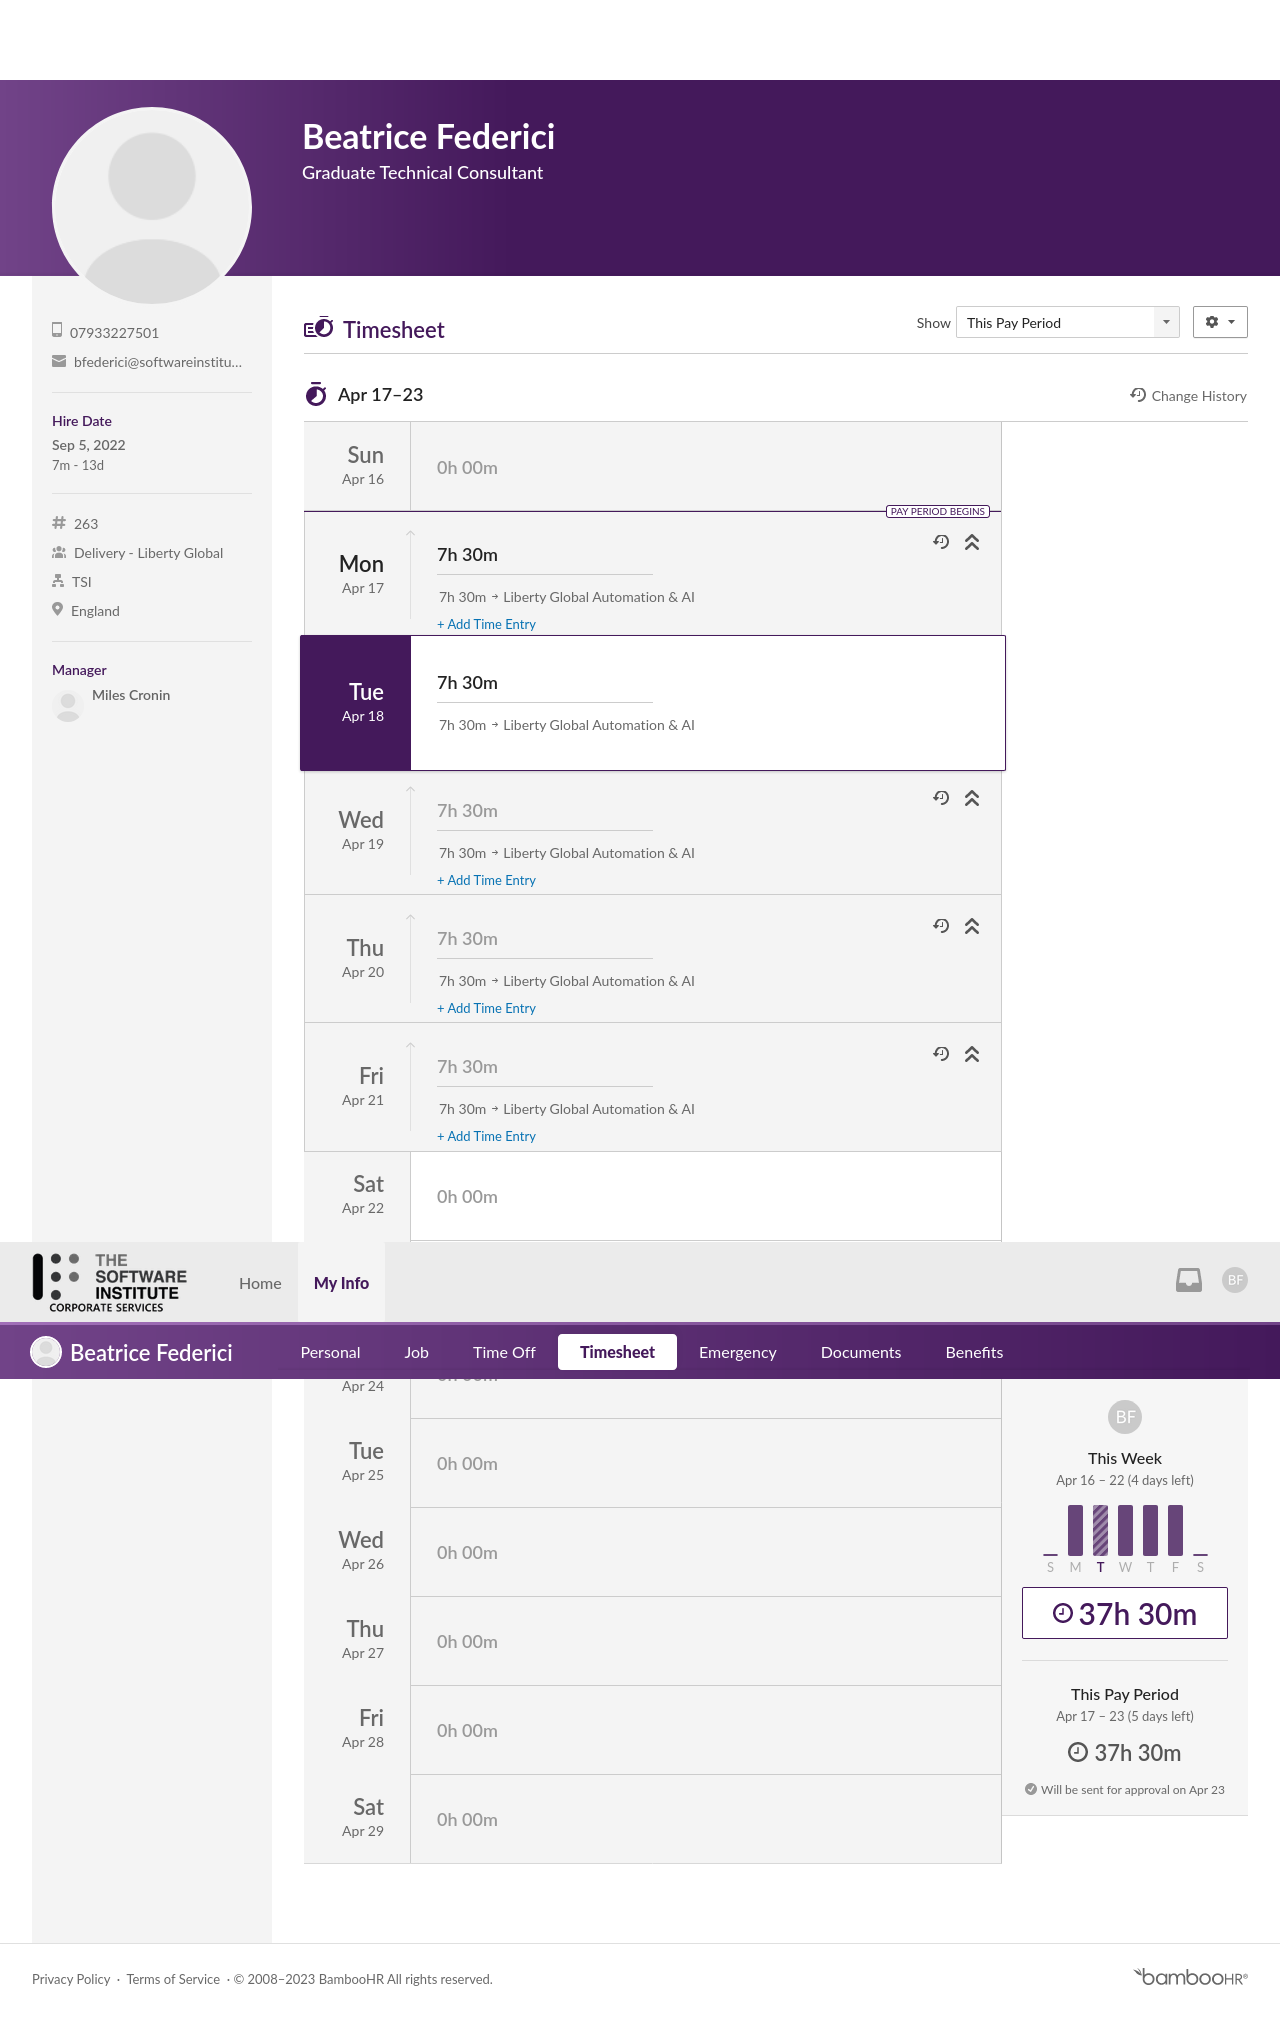 Beatrice Federici
Graduate Technical Consultant
07933227501
bfederici@softwareinstitu...
Hire Date
Sep 5, 2022
7m - 13d
263
Delivery - Liberty Global
TSI
England
Manager
Miles Cronin
Timesheet
Show This Pay Period
Apr 17–23
Change History
Sun
Apr 16
0h 00m
PAY PERIOD BEGINS
Mon
Apr 17
7h 30m
7h 30m → Liberty Global Automation & AI
+ Add Time Entry
Tue
Apr 18
7h 30m
7h 30m → Liberty Global Automation & AI
Wed
Apr 19
7h 30m
7h 30m → Liberty Global Automation & AI
+ Add Time Entry
Thu
Apr 20
7h 30m
7h 30m → Liberty Global Automation & AI
+ Add Time Entry
Fri
Apr 21
7h 30m
7h 30m → Liberty Global Automation & AI
+ Add Time Entry
Sat
Apr 22
0h 00m
THE
SOFTWARE
INSTITUTE
CORPORATE SERVICES
Home
My Info
BF
Beatrice Federici
Personal
Job
Time Off
Timesheet
Emergency
Documents
Benefits
Apr 24
Tue
Apr 25
0h 00m
Wed
Apr 26
0h 00m
Thu
Apr 27
0h 00m
Fri
Apr 28
0h 00m
Sat
Apr 29
0h 00m
BF
This Week
Apr 16 – 22 (4 days left)
S M T W T F S
37h 30m
This Pay Period
Apr 17 – 23 (5 days left)
37h 30m
Will be sent for approval on Apr 23
Privacy Policy · Terms of Service · © 2008–2023 BambooHR All rights reserved.
bambooHR®